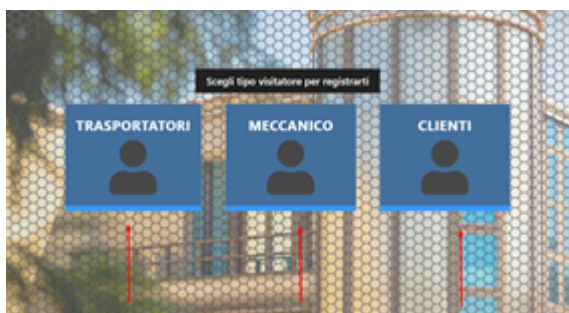 Scegli tipo visitatore per registrarti
TRASPORTATORI
MECCANICO
CLIENTI